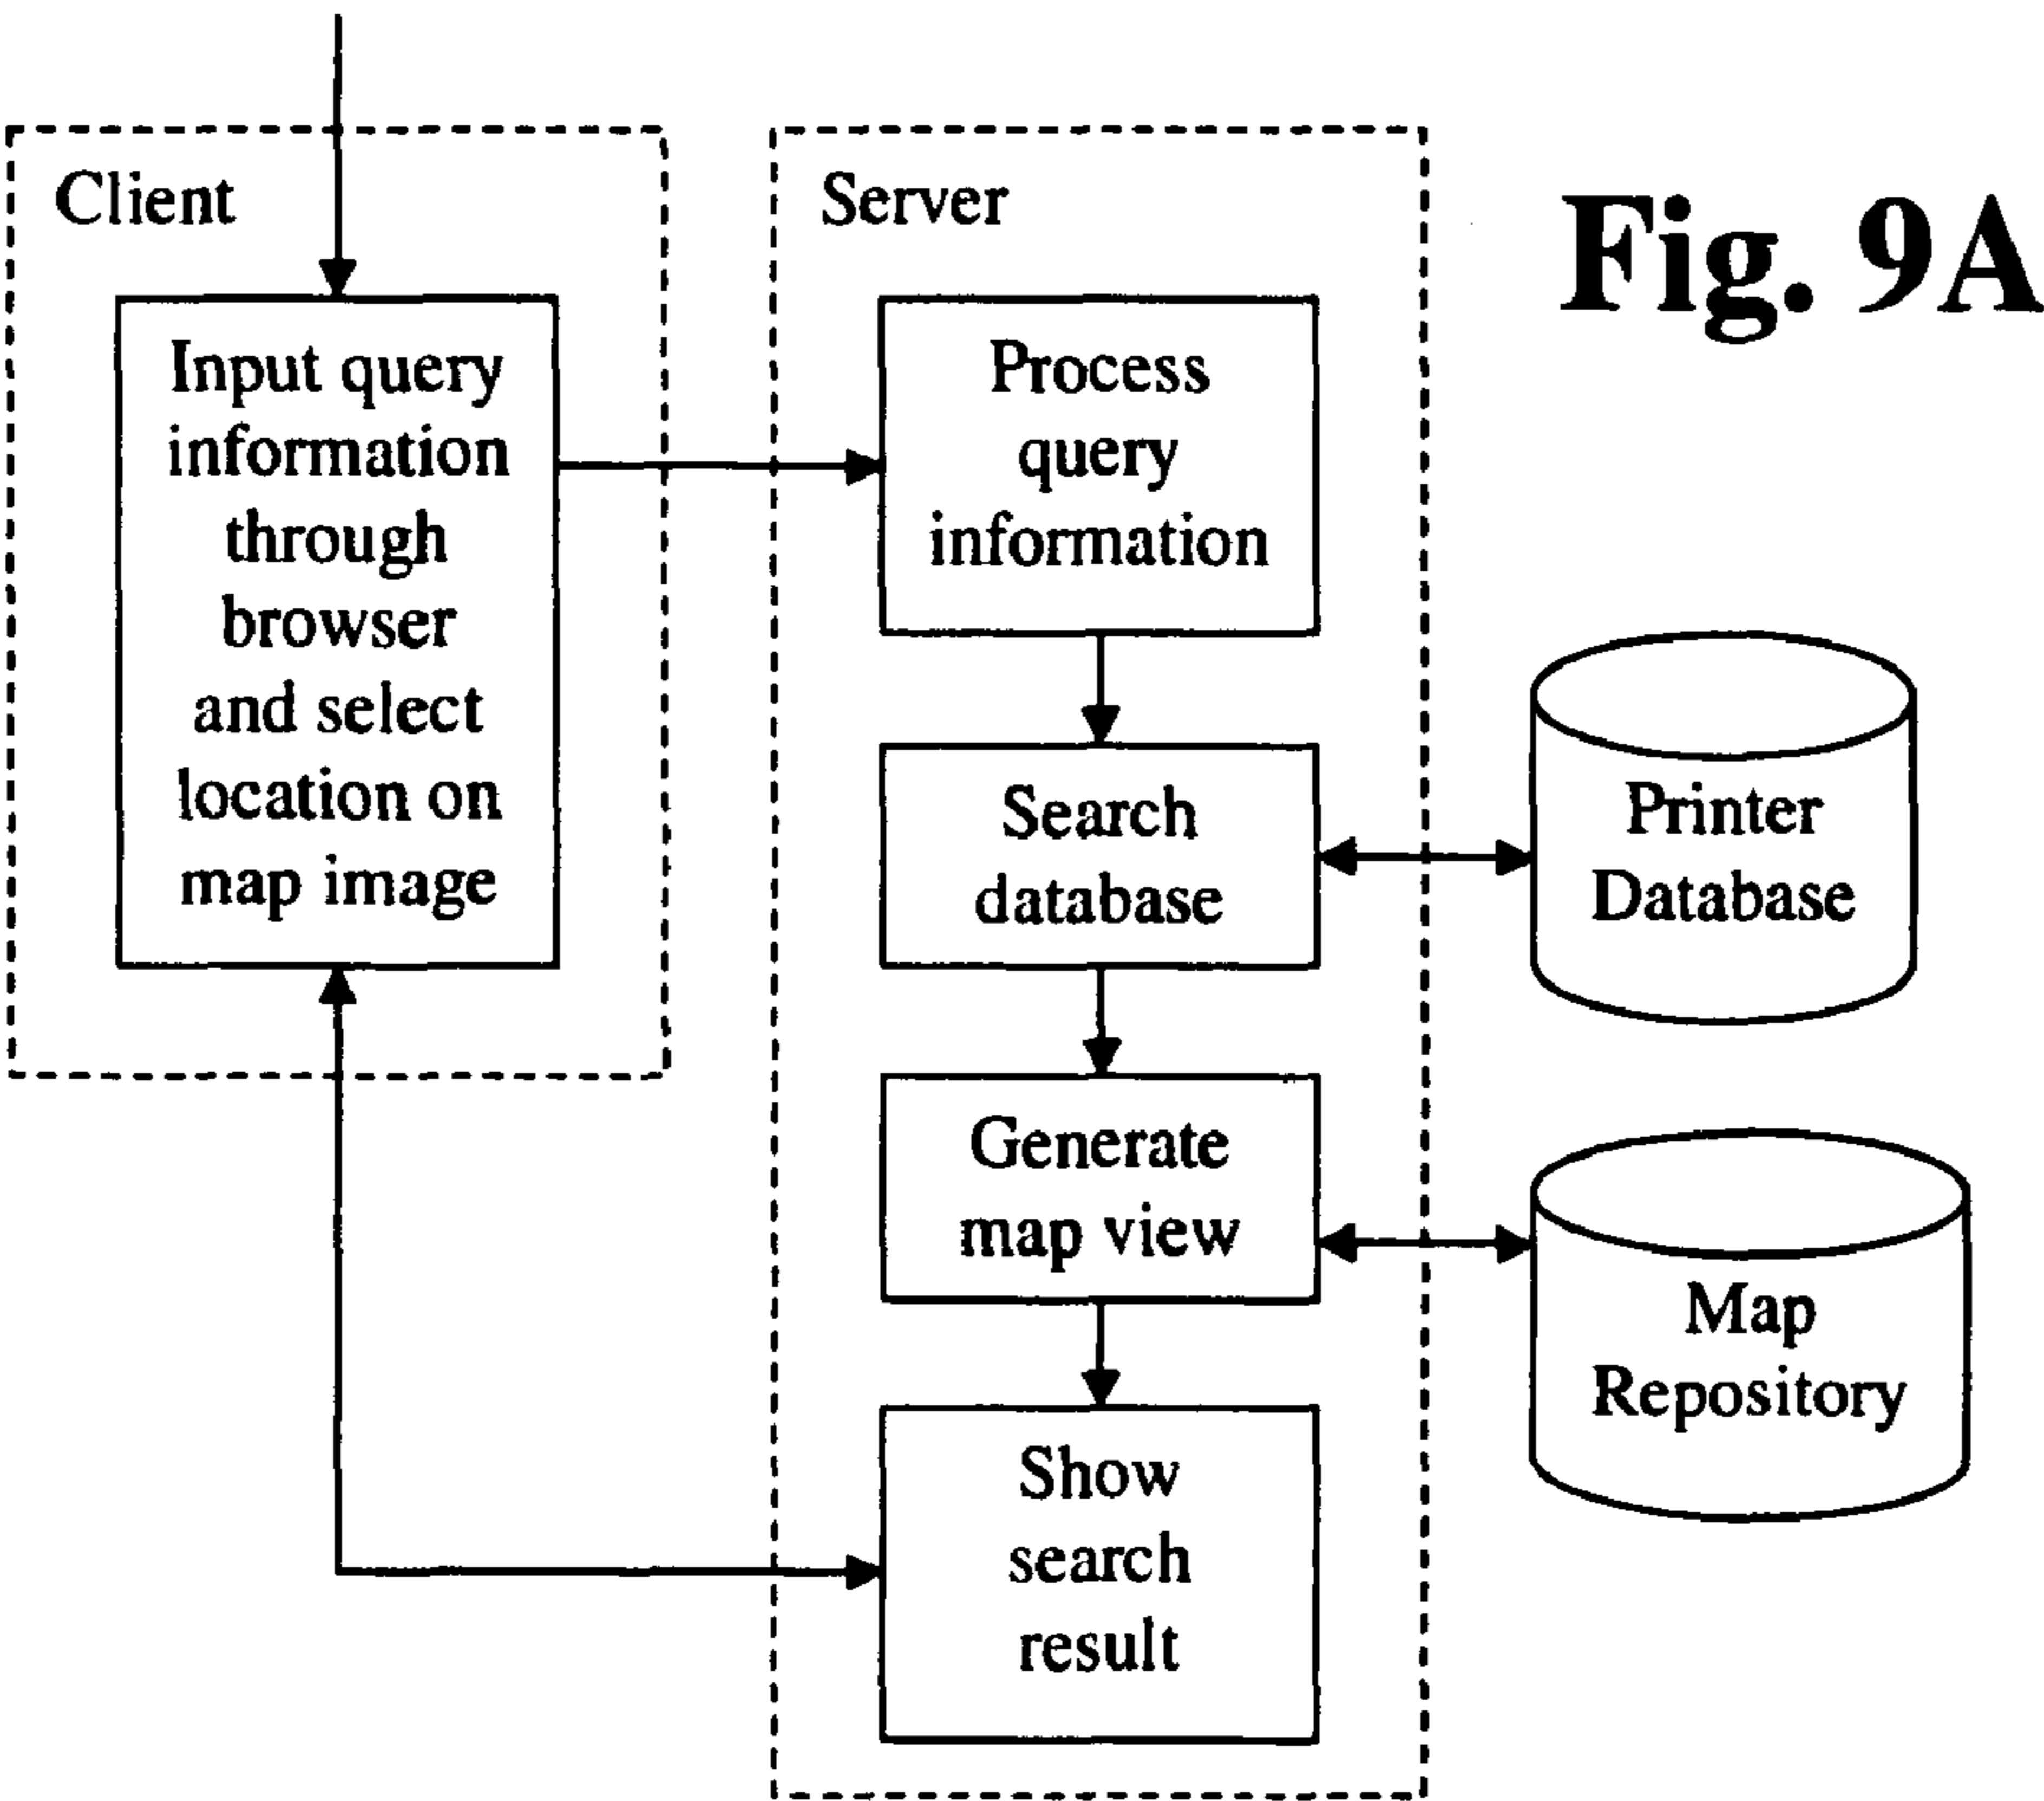 Client
Input query
information
through
browser
and select
location on
map image
Server
Process
query
information
Search
database
Generate
map view
Show
search
result
Fig. 9A
Printer
Database
Map
Repository